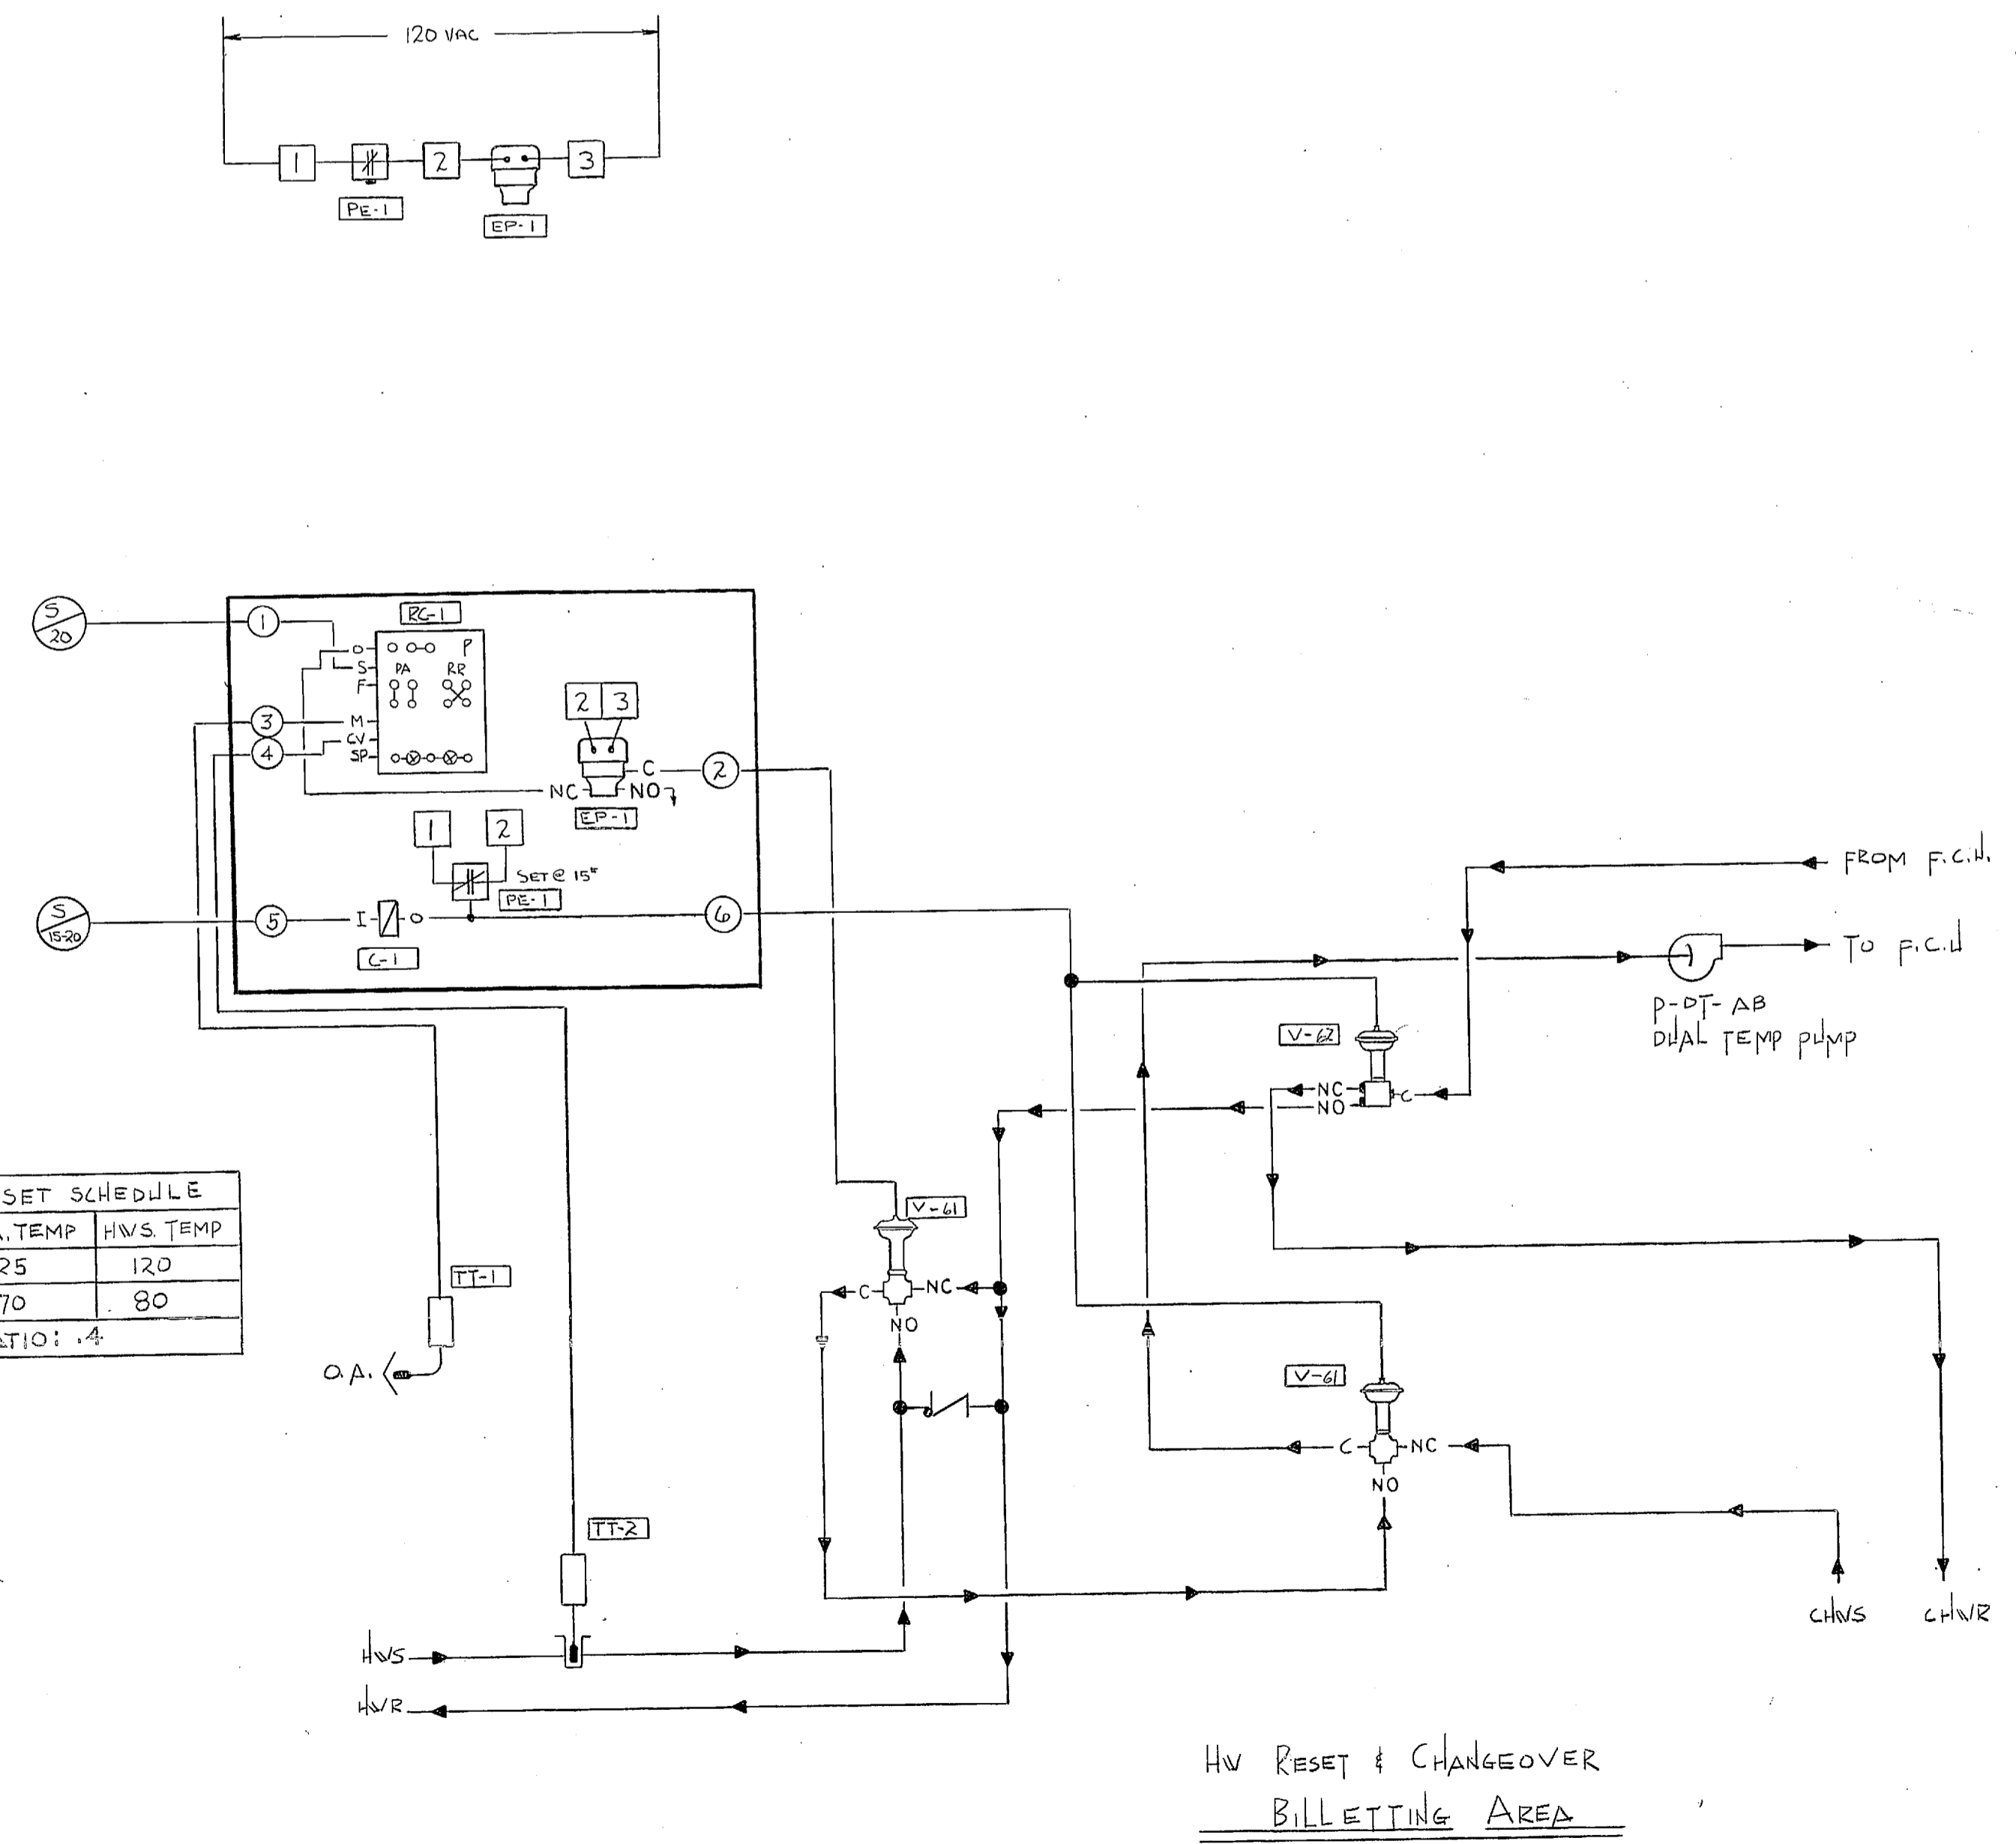 120 VAC
1
2
3
PE-1
EP-1
S
20
1
RC-1
O
P
S
PA
RR
F
3
M
CV
4
SP
2 3
C
2
NC
NO
EP-1
1
2
SET @ 15#
PE-1
S
15-20
5
I
O
6
C-1
FROM F.C.U.
TO F.C.U
P-DT-AB
DUAL TEMP PUMP
V-62
NC
NO
C
SET SCHEDULE
TEMP HWS. TEMP
25 120
70 80
ATIO: .4
V-61
TT-1
C
NC
NO
O.A.
V-61
C
NC
NO
TT-2
HWS
HWR
CHWS
CHWR
HW RESET & CHANGEOVER
BILLETTING AREA